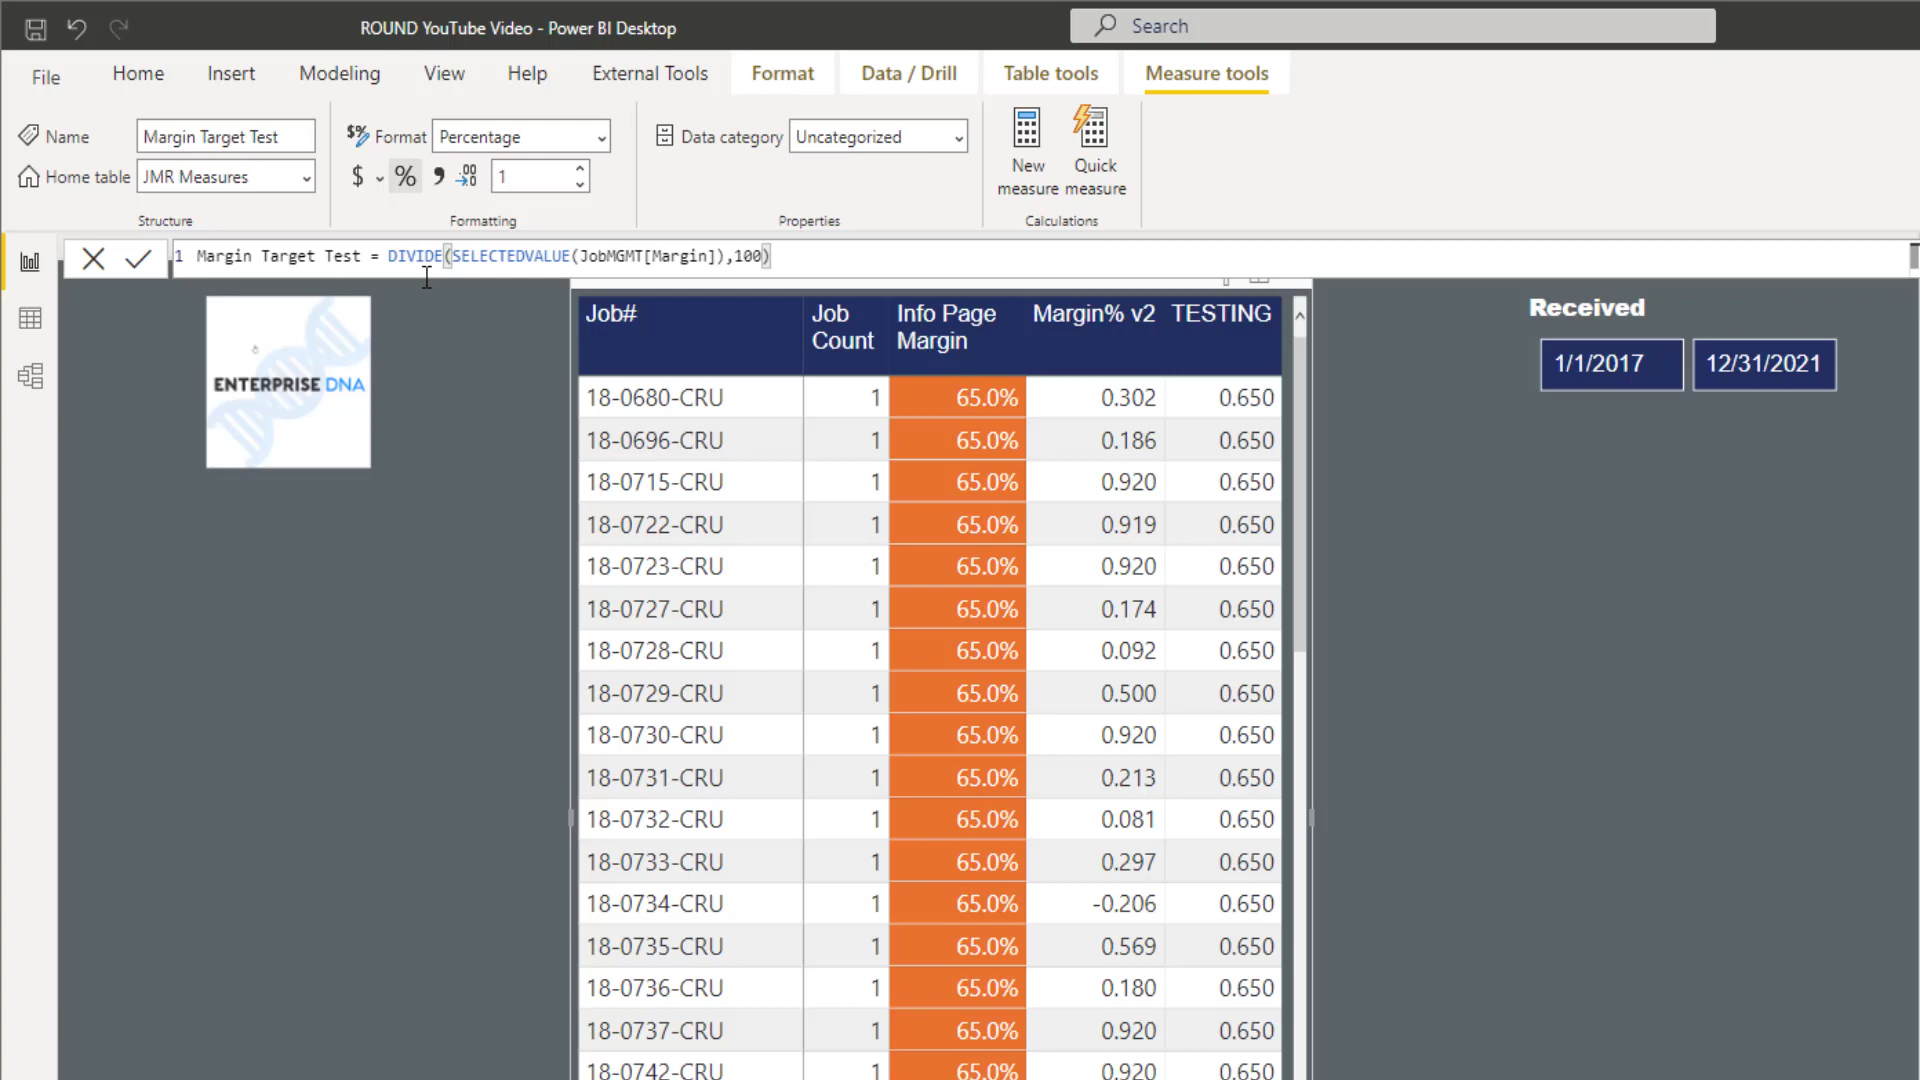 ROUND YouTube Video - Power BI Desktop
Search
File Home Insert Modeling View Help External Tools Format Data / Drill Table tools Measure tools
Name Margin Target Test
Home table JMR Measures
Structure
Format Percentage
$ % , .00 1
Formatting
Data category Uncategorized
Properties
New measure
Quick measure
Calculations
1 Margin Target Test = DIVIDE(SELECTEDVALUE(JobMGMT[Margin]),100)
ENTERPRISE DNA
Received
1/1/2017 12/31/2021
Job# Job Count Info Page Margin Margin% v2 TESTING
18-0680-CRU 1 65.0% 0.302 0.650
18-0696-CRU 1 65.0% 0.186 0.650
18-0715-CRU 1 65.0% 0.920 0.650
18-0722-CRU 1 65.0% 0.919 0.650
18-0723-CRU 1 65.0% 0.920 0.650
18-0727-CRU 1 65.0% 0.174 0.650
18-0728-CRU 1 65.0% 0.092 0.650
18-0729-CRU 1 65.0% 0.500 0.650
18-0730-CRU 1 65.0% 0.920 0.650
18-0731-CRU 1 65.0% 0.213 0.650
18-0732-CRU 1 65.0% 0.081 0.650
18-0733-CRU 1 65.0% 0.297 0.650
18-0734-CRU 1 65.0% -0.206 0.650
18-0735-CRU 1 65.0% 0.569 0.650
18-0736-CRU 1 65.0% 0.180 0.650
18-0737-CRU 1 65.0% 0.920 0.650
18-0742-CRU 1 65.0% 0.920 0.650